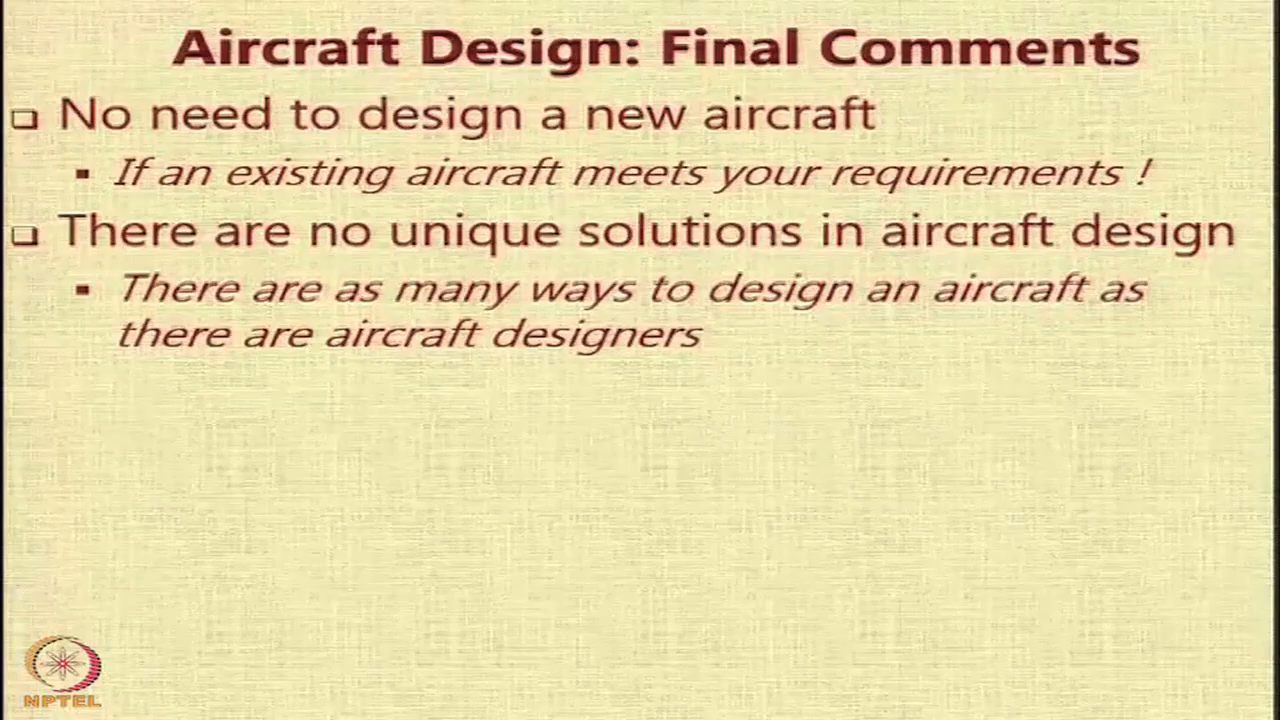 Aircraft Design: Final Comments
No need to design a new aircraft
If an existing aircraft meets your requirements !
There are no unique solutions in aircraft design
There are as many ways to design an aircraft as
there are aircraft designers
NPTEL